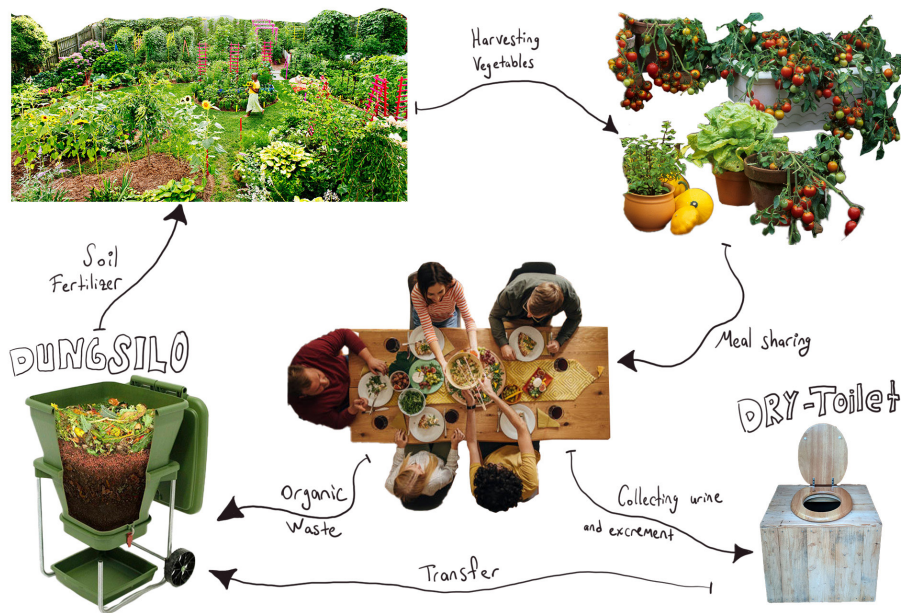 Harvesting
Vegetables
Soil
Fertilizer
DUNGSILO
Meal sharing
DRY-Toilet
Organic
Waste
Collecting urine
and excrement
Transfer